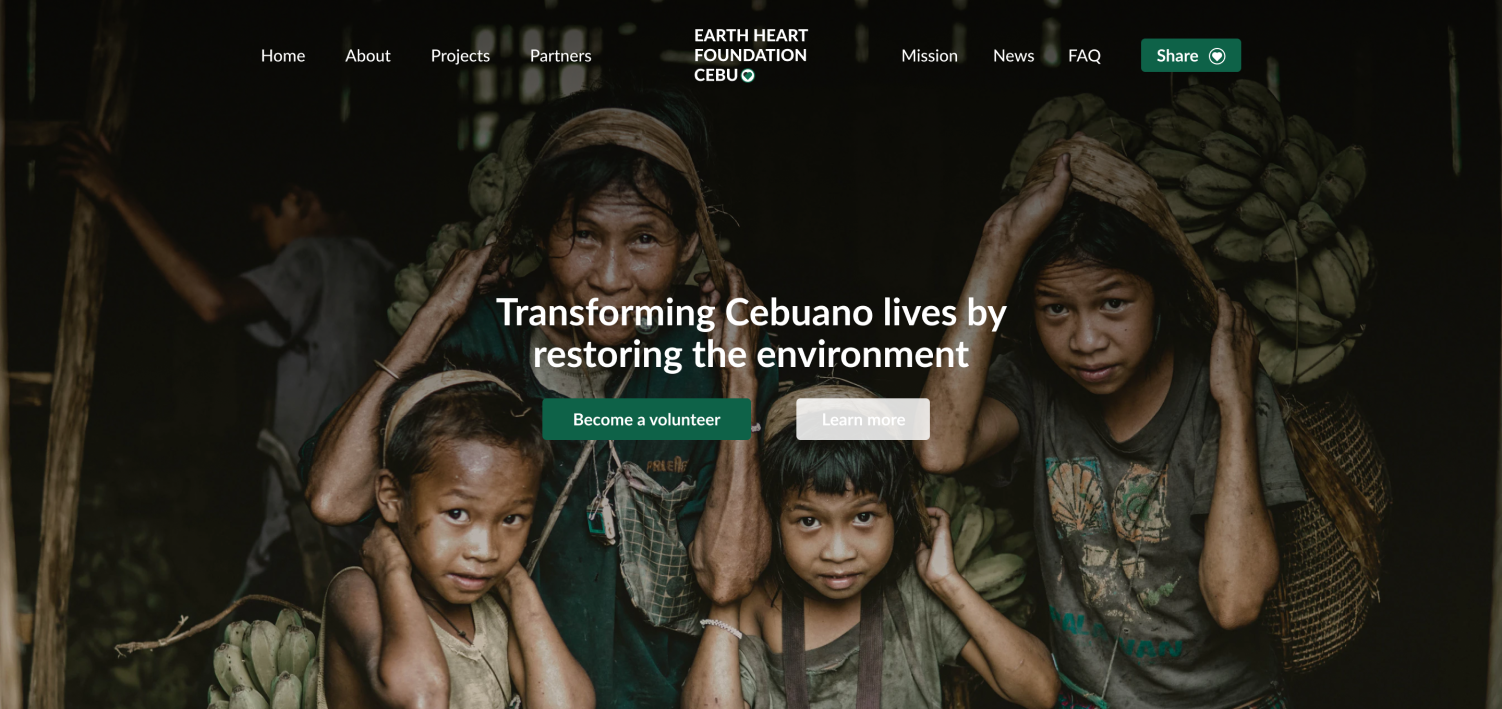 Home
About
Projects
Partners
EARTH HEART
FOUNDATION
CEBU
Mission
News
FAQ
Share
Transforming Cebuano lives by
restoring the environment
Become a volunteer
Learn more